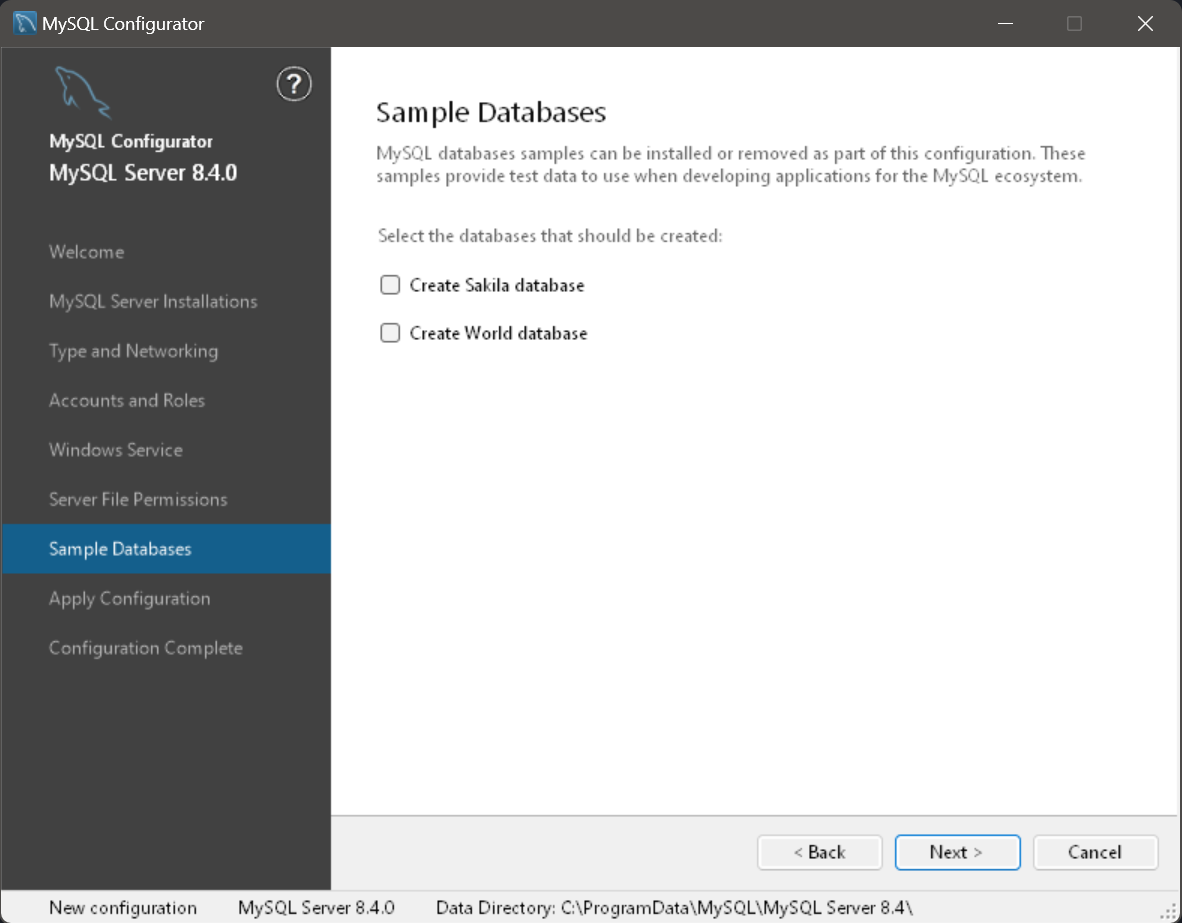 MySQL Configurator
?
MySQL Configurator
MySQL Server 8.4.0
Welcome
MySQL Server Installations
Type and Networking
Accounts and Roles
Windows Service
Server File Permissions
Sample Databases
Apply Configuration
Configuration Complete
Sample Databases
MySQL databases samples can be installed or removed as part of this configuration. These
samples provide test data to use when developing applications for the MySQL ecosystem.
Select the databases that should be created:
Create Sakila database
Create World database
< Back
Next >
Cancel
New configuration
MySQL Server 8.4.0
Data Directory: C:\ProgramData\MySQL\MySQL Server 8.4\